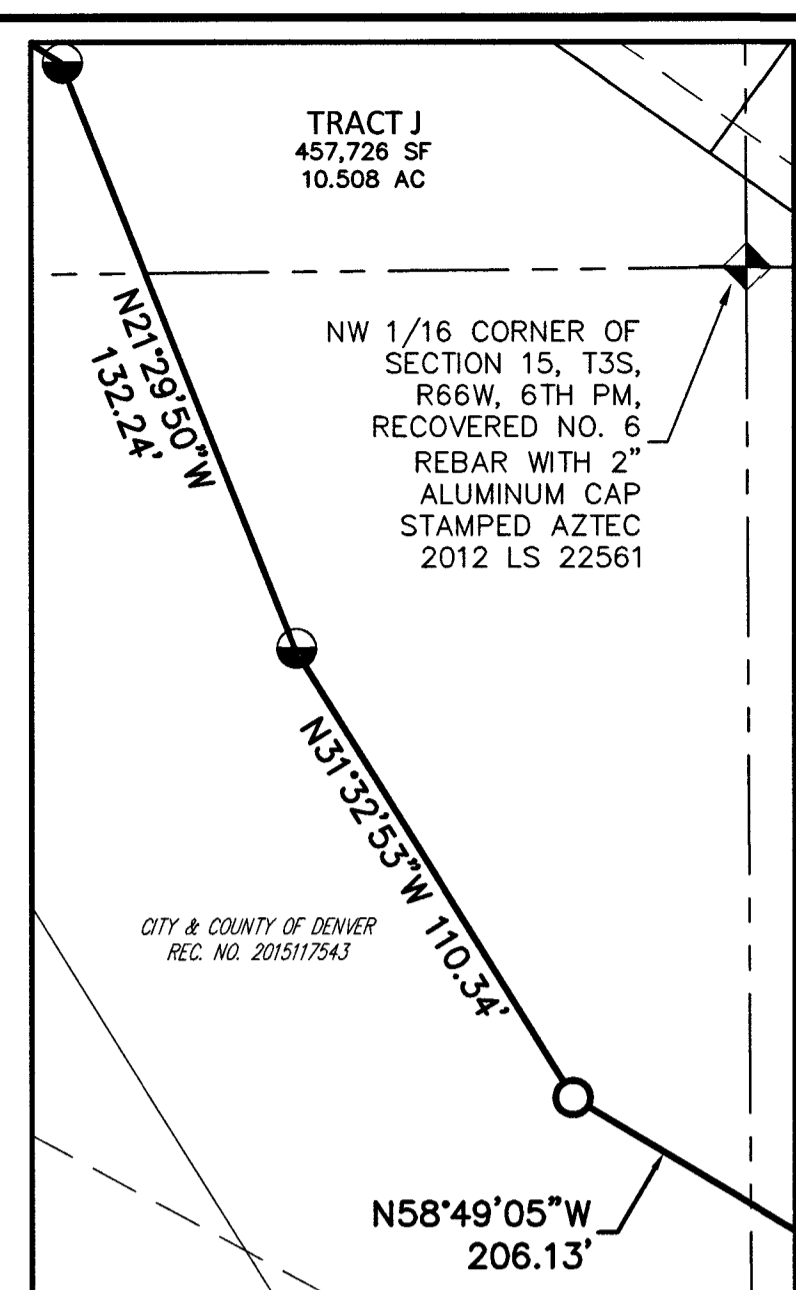 TRACT J
457,726 SF
10.508 AC
N21°29'50"W
132.24'
NW 1/16 CORNER OF
SECTION 15, T3S,
R66W, 6TH PM,
RECOVERED NO. 6
REBAR WITH 2"
ALUMINUM CAP
STAMPED AZTEC
2012 LS 22561
N31°32'53"W 110.34'
CITY & COUNTY OF DENVER
REC. NO. 2015117543
N58°49'05"W
206.13'